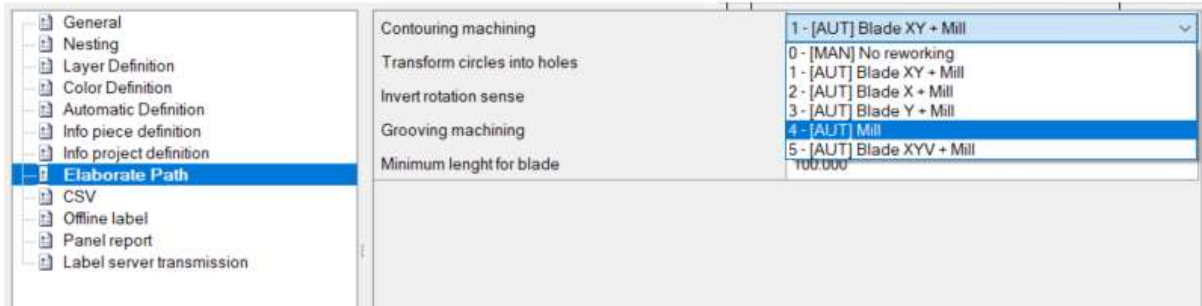 General
Nesting
Layer Definition
Color Definition
Automatic Definition
Info piece definition
Info project definition
Elaborate Path
CSV
Offline label
Panel report
Label server transmission
Contouring machining
1 - [AUT] Blade XY + Mill
Transform circles into holes
Invert rotation sense
Grooving machining
Minimum lenght for blade
0 - [MAN] No reworking
1 - [AUT] Blade XY + Mill
2 - [AUT] Blade X + Mill
3 - [AUT] Blade Y + Mill
4 - [AUT] Mill
5 - [AUT] Blade XYV + Mill
100.000